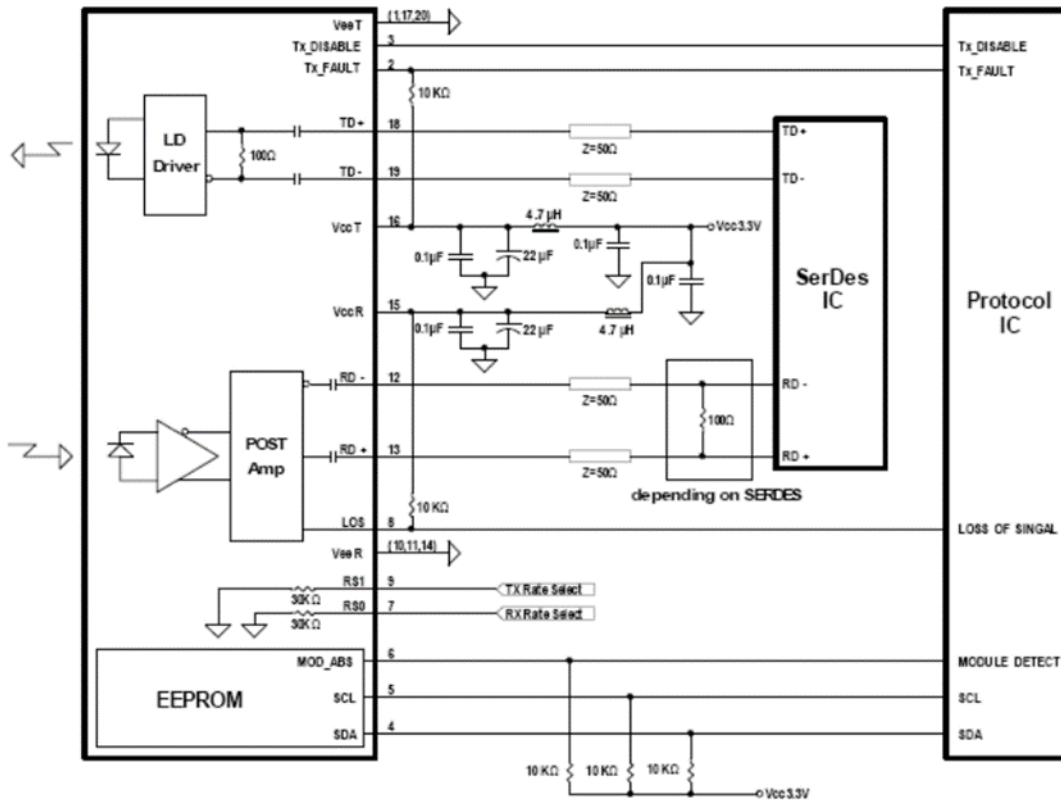 VeeT (1,17,20)
Tx_DISABLE 3 Tx_DISABLE
Tx_FAULT 2 Tx_FAULT
10 KΩ
LD
Driver
100Ω
TD+ 18 Z=50Ω TD+
TD- 19 Z=50Ω TD-
VccT 16 4.7 µH Vcc3.3V
0.1µF 22 µF 0.1µF 0.1µF
SerDes
IC
Protocol
IC
VccR 15 4.7 µH
0.1µF 22 µF
RD - 12 Z=50Ω RD -
POST
Amp
100Ω
RD + 13 Z=50Ω RD +
depending on SERDES
10 KΩ
LOS 8 LOSS OF SINGAL
VeeR (10,11,14)
RS1 9 TX Rate Select
30KΩ
RS0 7 RX Rate Select
30KΩ
EEPROM
MOD_ABS 6 MODULE DETECT
SCL 5 SCL
SDA 4 SDA
10 KΩ 10 KΩ 10 KΩ
Vcc3.3V